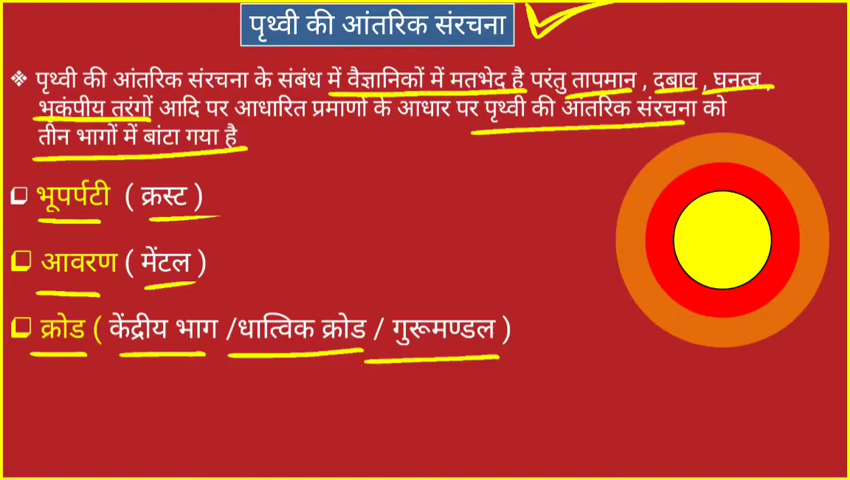 पृथ्वी की आंतरिक संरचना
❖ पृथ्वी की आंतरिक संरचना के संबंध में वैज्ञानिकों में मतभेद है परंतु तापमान , दबाव , घनत्व ,
भूकंपीय तरंगों आदि पर आधारित प्रमाणों के आधार पर पृथ्वी की आंतरिक संरचना को
तीन भागों में बांटा गया है
❑ भूपर्पटी ( क्रस्ट )
❑ आवरण ( मेंटल )
❑ क्रोड ( केंद्रीय भाग /धात्विक क्रोड / गुरूमण्डल )